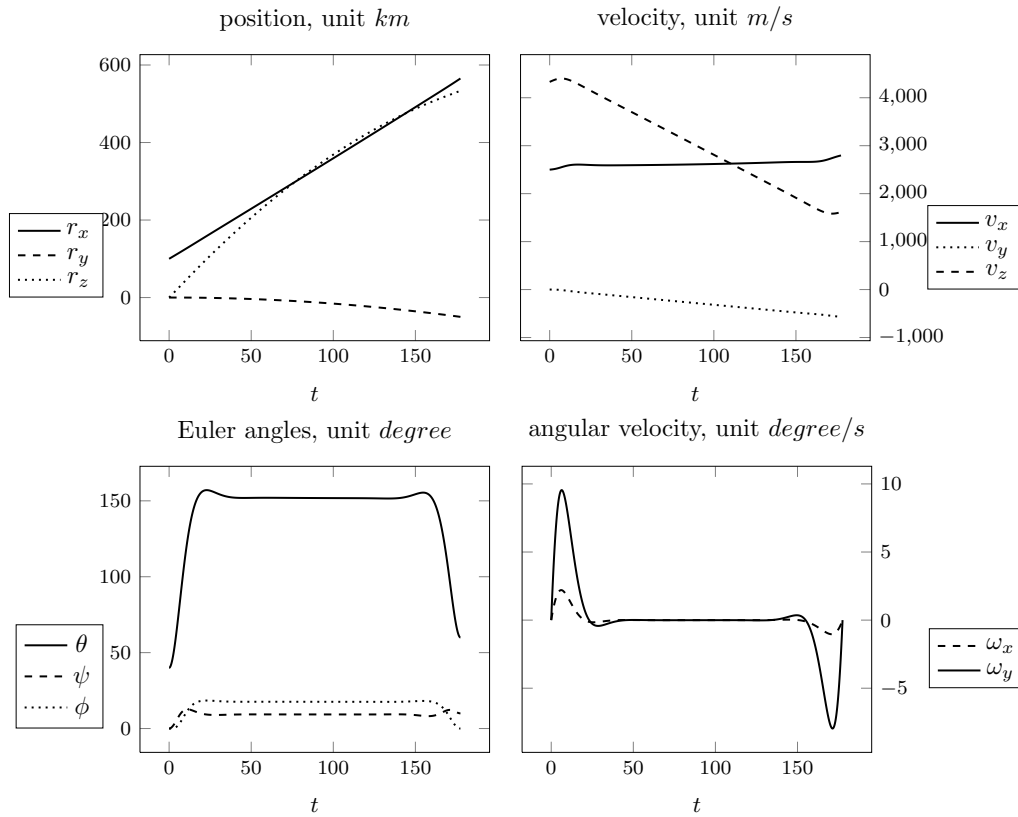 position, unit km
600
400
200
0
0
50
100
150
t
r_x
r_y
r_z
velocity, unit m/s
4,000
3,000
2,000
1,000
0
−1,000
0
50
100
150
t
v_x
v_y
v_z
Euler angles, unit degree
150
100
50
0
0
50
100
150
t
θ
ψ
ϕ
angular velocity, unit degree/s
10
5
0
−5
0
50
100
150
t
ω_x
ω_y